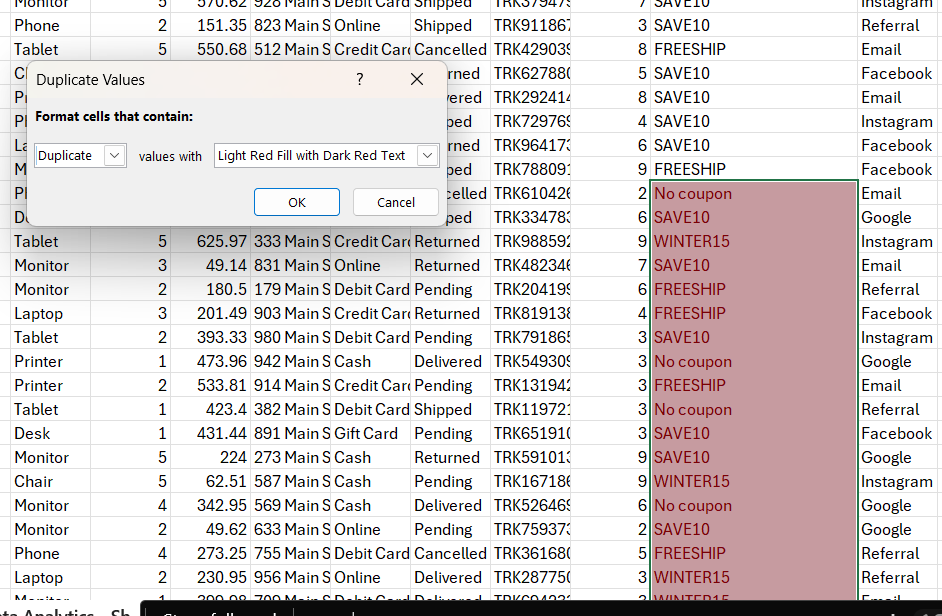 Monitor 5 570.62 928 Main S Debit Card Shipped 7 SAVE10 Instagram
Phone 2 151.35 823 Main S Online Shipped TRK911867 3 SAVE10 Referral
Tablet 5 550.68 512 Main S Credit Card Cancelled TRK429039 8 FREESHIP Email
Duplicate Values ? rned TRK627880 5 SAVE10 Facebook
vered TRK292414 8 SAVE10 Email
Format cells that contain: ped TRK729769 4 SAVE10 Instagram
Duplicate values with Light Red Fill with Dark Red Text TRK964173 6 SAVE10 Facebook
ped TRK788091 9 FREESHIP Facebook
OK Cancel celled TRK610426 2 No coupon Email
ped TRK334783 6 SAVE10 Google
Tablet 5 625.97 333 Main S Credit Card Returned TRK988592 9 WINTER15 Instagram
Monitor 3 49.14 831 Main S Online Returned TRK482346 7 SAVE10 Email
Monitor 2 180.5 179 Main S Debit Card Pending TRK204199 6 FREESHIP Referral
Laptop 3 201.49 903 Main S Credit Card Returned TRK819138 4 FREESHIP Facebook
Tablet 2 393.33 980 Main S Debit Card Pending TRK791865 3 SAVE10 Instagram
Printer 1 473.96 942 Main S Cash Delivered TRK549309 3 No coupon Google
Printer 2 533.81 914 Main S Credit Card Pending TRK131942 3 FREESHIP Email
Tablet 1 423.4 382 Main S Debit Card Shipped TRK119721 3 No coupon Referral
Desk 1 431.44 891 Main S Gift Card Pending TRK651910 3 SAVE10 Facebook
Monitor 5 224 273 Main S Cash Returned TRK591013 9 SAVE10 Google
Chair 5 62.51 587 Main S Cash Pending TRK167186 9 WINTER15 Instagram
Monitor 4 342.95 569 Main S Cash Delivered TRK526469 6 No coupon Google
Monitor 2 49.62 633 Main S Online Pending TRK759373 2 SAVE10 Google
Phone 4 273.25 755 Main S Debit Card Cancelled TRK361680 5 FREESHIP Referral
Laptop 2 230.95 956 Main S Online Delivered TRK287750 3 WINTER15 Referral